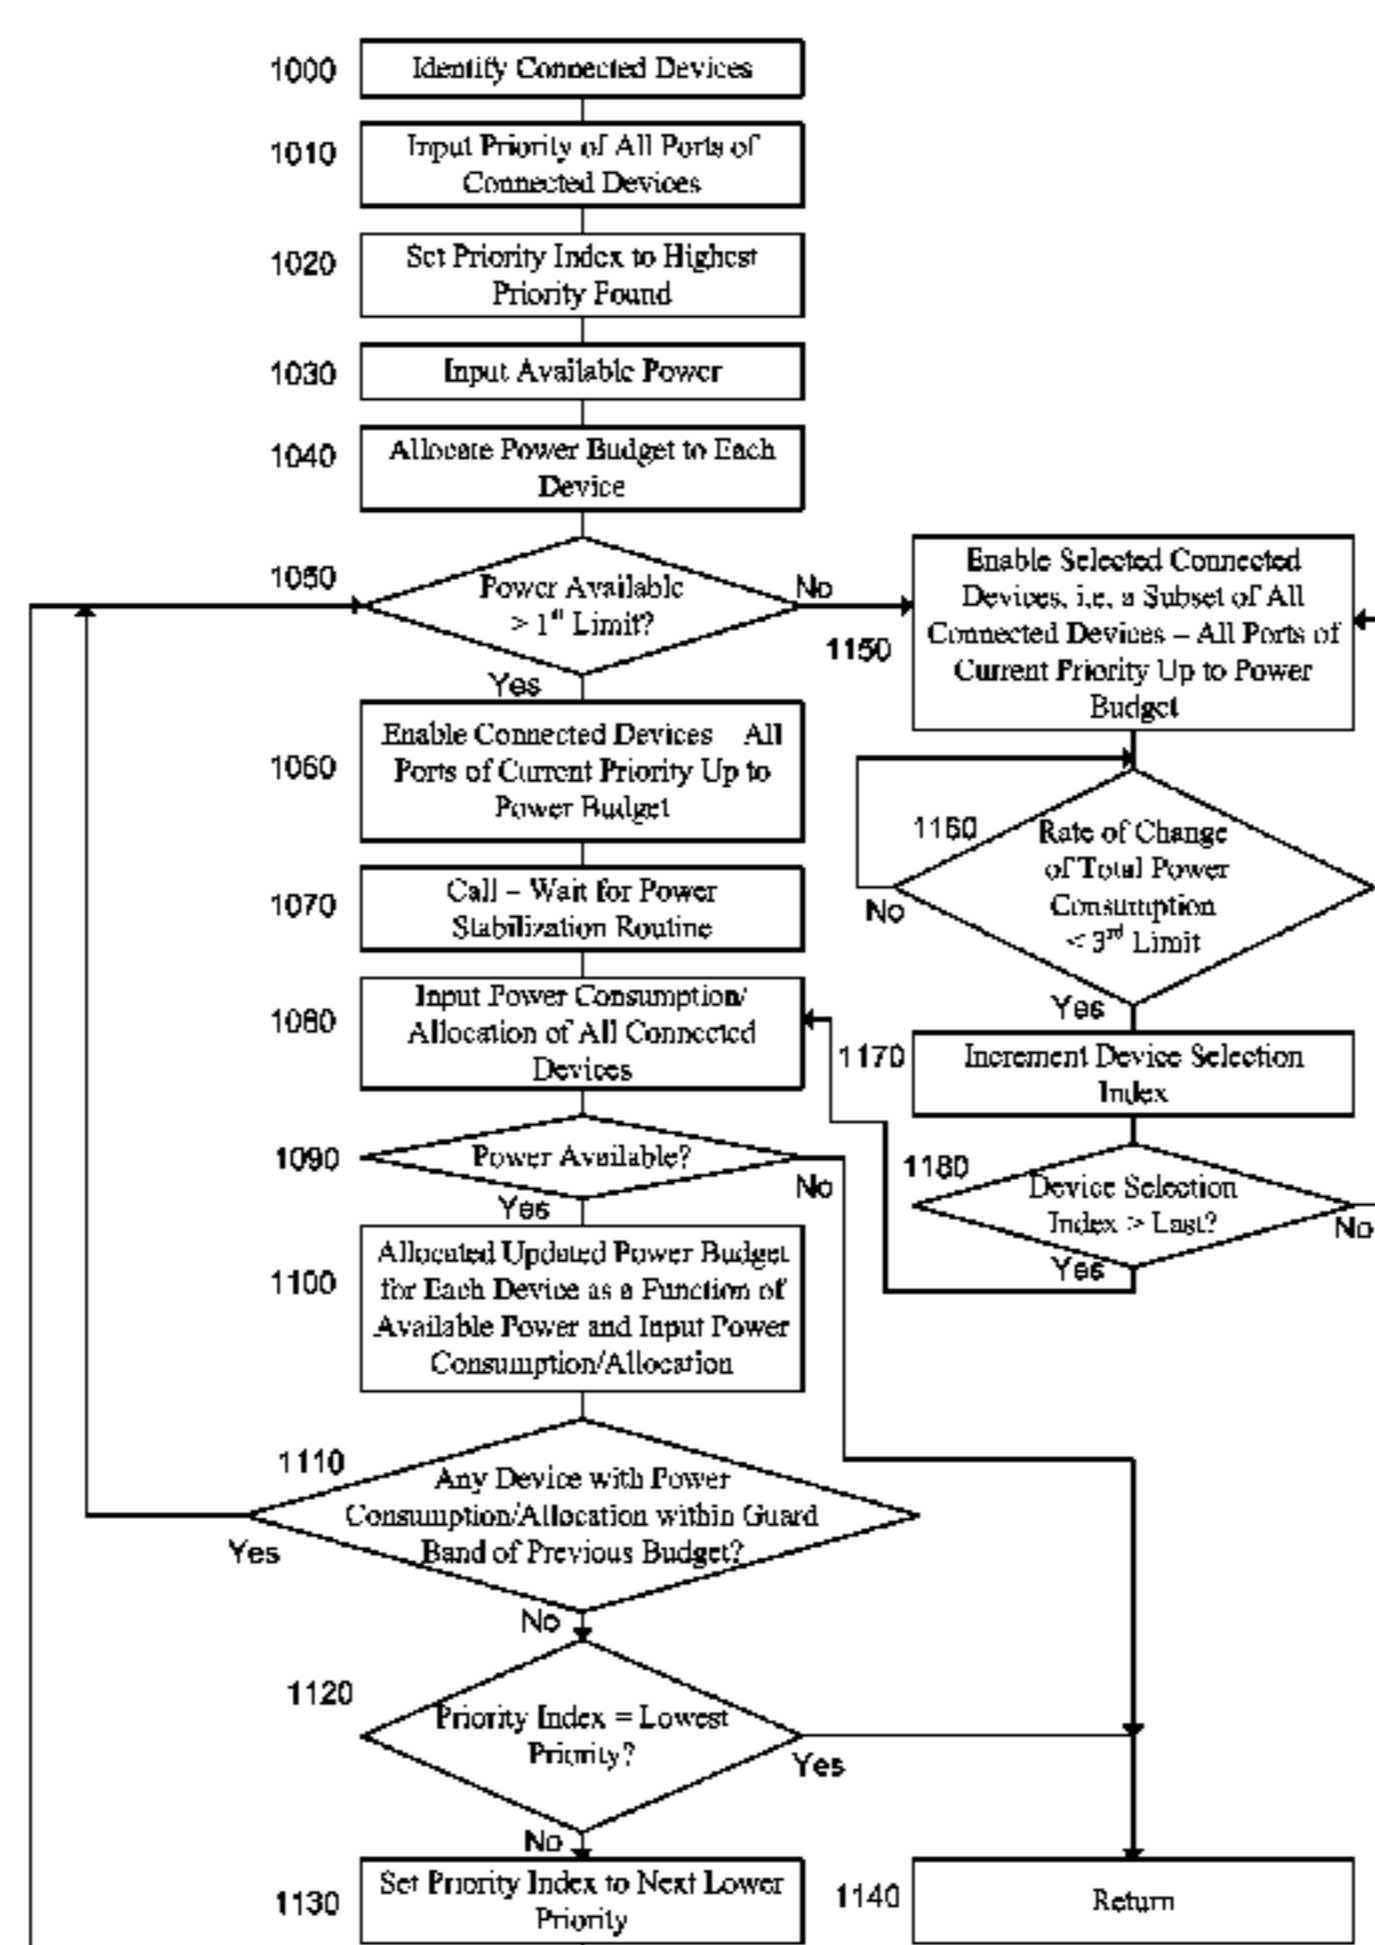 1000
Identify Connected Devices
1010
Input Priority of All Ports of
Connected Devices
1020
Set Priority Index to Highest
Priority Found
1030
Input Available Power
1040
Allocate Power Budget to Each
Device
1050
Power Available
> 1st Limit?
No
Yes
1150
Enable Selected Connected
Devices, i.e. a Subset of All
Connected Devices – All Ports of
Current Priority Up to Power
Budget
1060
Enable Connected Devices All
Ports of Current Priority Up to
Power Budget
1160
Rate of Change
of Total Power
Consumption
< 3rd Limit
No
Yes
1070
Call – Wait for Power
Stabilization Routine
1080
Input Power Consumption/
Allocation of All Connected
Devices
1170
Increment Device Selection
Index
1090
Power Available?
No
Yes
1180
Device Selection
Index > Last?
No
Yes
1100
Allocated Updated Power Budget
for Each Device as a Function of
Available Power and Input Power
Consumption/Allocation
1110
Any Device with Power
Consumption/Allocation within Guard
Band of Previous Budget?
Yes
No
1120
Priority Index = Lowest
Priority?
Yes
No
1130
Set Priority Index to Next Lower
Priority
1140
Return